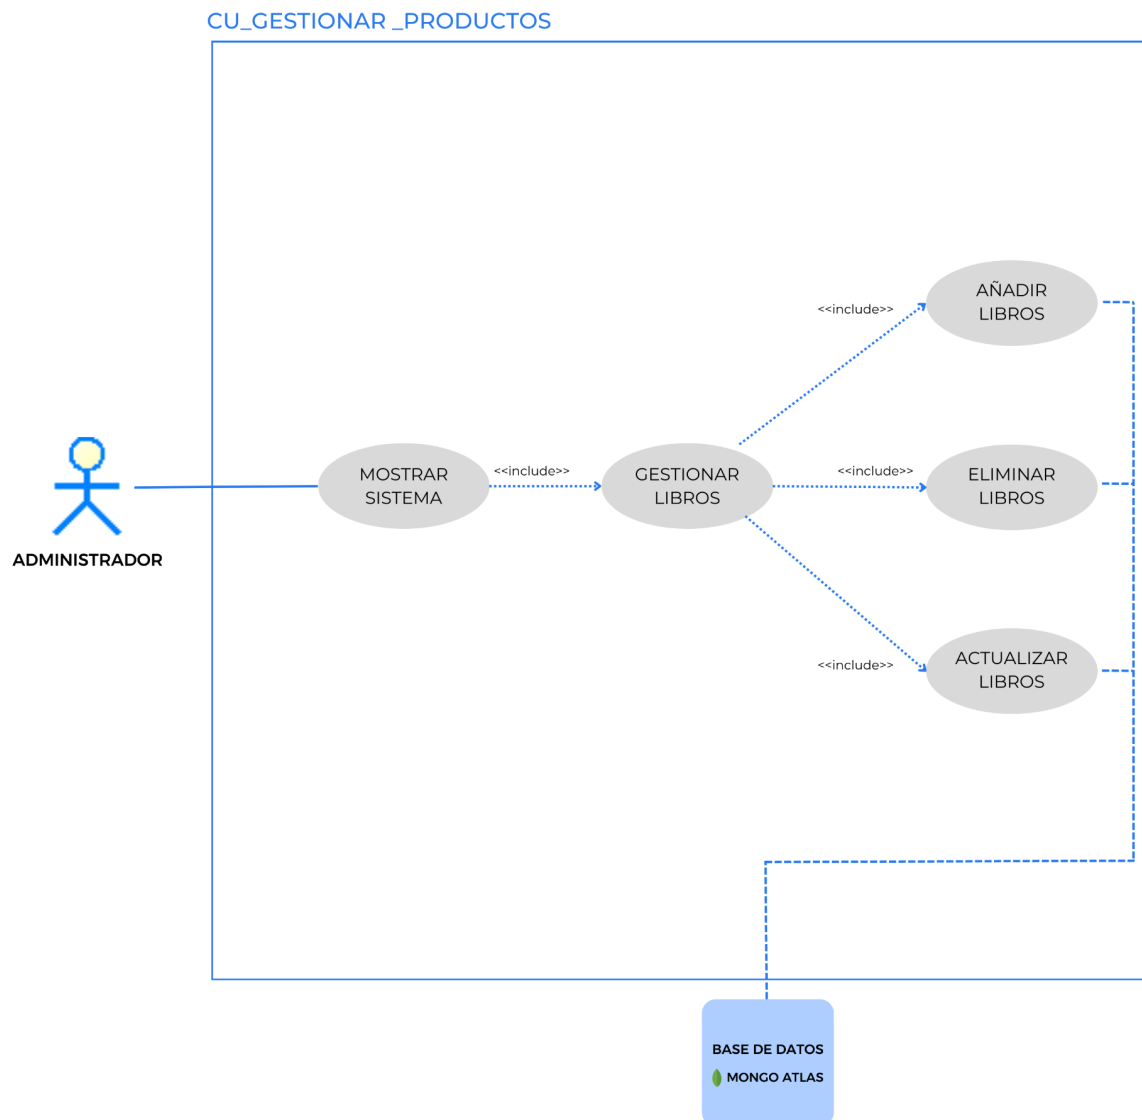 CU_GESTIONAR _PRODUCTOS
AÑADIR
LIBROS
<<include>>
MOSTRAR
SISTEMA
<<include>>
GESTIONAR
LIBROS
<<include>>
ELIMINAR
LIBROS
ADMINISTRADOR
<<include>>
ACTUALIZAR
LIBROS
BASE DE DATOS
MONGO ATLAS